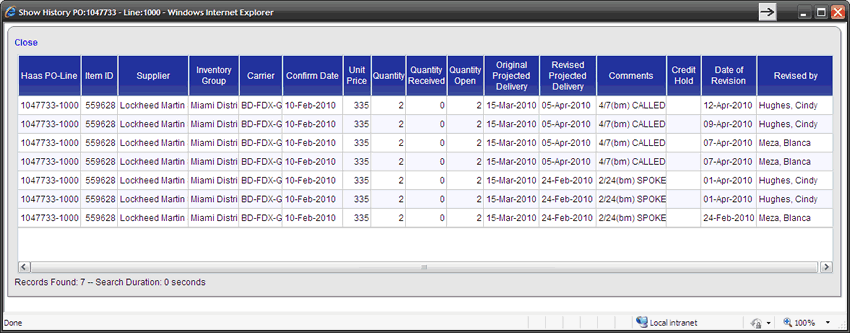 Show History PO:1047733 - Line:1000 - Windows Internet Explorer
Close
Haas PO-Line Item ID Supplier Inventory Group Carrier Confirm Date Unit Price Quantity Quantity Received Quantity Open Original Projected Delivery Revised Projected Delivery Comments Credit Hold Date of Revision Revised by
1047733-1000 559628 Lockheed Martin Miami Distri BD-FDX-G 10-Feb-2010 335 2 0 2 15-Mar-2010 05-Apr-2010 4/7(bm) CALLED 12-Apr-2010 Hughes, Cindy
1047733-1000 559628 Lockheed Martin Miami Distri BD-FDX-G 10-Feb-2010 335 2 0 2 15-Mar-2010 05-Apr-2010 4/7(bm) CALLED 09-Apr-2010 Hughes, Cindy
1047733-1000 559628 Lockheed Martin Miami Distri BD-FDX-G 10-Feb-2010 335 2 0 2 15-Mar-2010 05-Apr-2010 4/7(bm) CALLED 07-Apr-2010 Meza, Blanca
1047733-1000 559628 Lockheed Martin Miami Distri BD-FDX-G 10-Feb-2010 335 2 0 2 15-Mar-2010 05-Apr-2010 4/7(bm) CALLED 07-Apr-2010 Meza, Blanca
1047733-1000 559628 Lockheed Martin Miami Distri BD-FDX-G 10-Feb-2010 335 2 0 2 15-Mar-2010 24-Feb-2010 2/24(bm) SPOKE 01-Apr-2010 Hughes, Cindy
1047733-1000 559628 Lockheed Martin Miami Distri BD-FDX-G 10-Feb-2010 335 2 0 2 15-Mar-2010 24-Feb-2010 2/24(bm) SPOKE 01-Apr-2010 Hughes, Cindy
1047733-1000 559628 Lockheed Martin Miami Distri BD-FDX-G 10-Feb-2010 335 2 0 2 15-Mar-2010 24-Feb-2010 2/24(bm) SPOKE 24-Feb-2010 Meza, Blanca
Records Found: 7 -- Search Duration: 0 seconds
Done Local intranet 100%